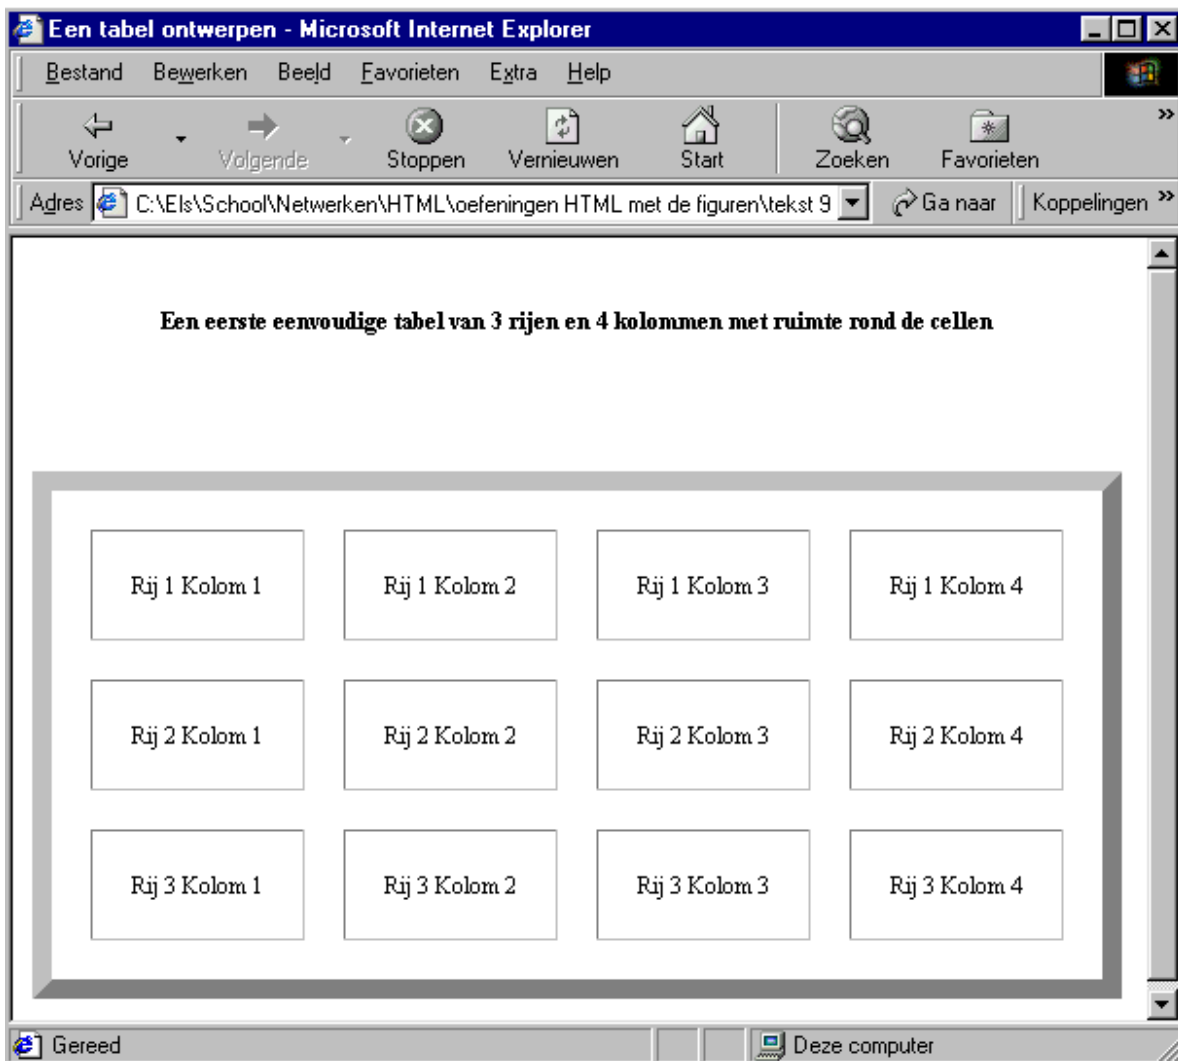 Een tabel ontwerpen - Microsoft Internet Explorer
Bestand Bewerken Beeld Favorieten Extra Help
Vorige Volgende Stoppen Vernieuwen Start Zoeken Favorieten »
Adres C:\Els\School\Netwerken\HTML\oefeningen HTML met de figuren\tekst 9 Ga naar Koppelingen »
Een eerste eenvoudige tabel van 3 rijen en 4 kolommen met ruimte rond de cellen
Rij 1 Kolom 1 Rij 1 Kolom 2 Rij 1 Kolom 3 Rij 1 Kolom 4
Rij 2 Kolom 1 Rij 2 Kolom 2 Rij 2 Kolom 3 Rij 2 Kolom 4
Rij 3 Kolom 1 Rij 3 Kolom 2 Rij 3 Kolom 3 Rij 3 Kolom 4
Gereed Deze computer